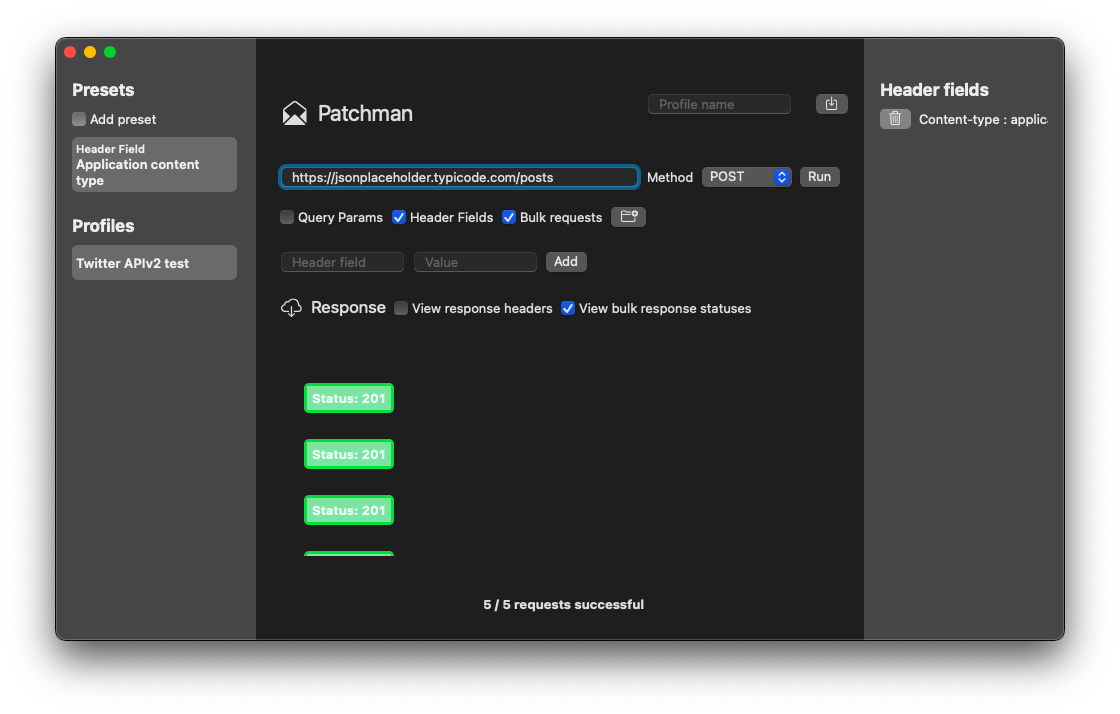 Presets
Add preset
Header Field
Application content
type
Profiles
Twitter APIv2 test
Patchman
Profile name
https://jsonplaceholder.typicode.com/posts
Method
POST
Run
Query Params
Header Fields
Bulk requests
Header field
Value
Add
Response
View response headers
View bulk response statuses
Status: 201
Status: 201
Status: 201
5 / 5 requests successful
Header fields
Content-type : applic